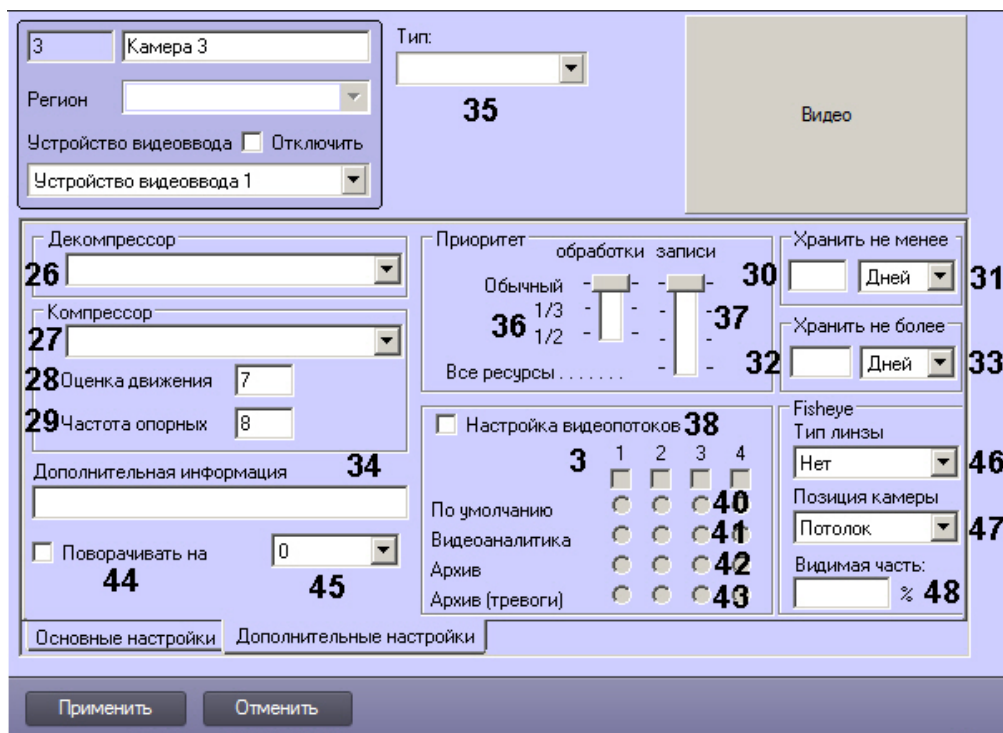 3 Камера 3
Регион
Устройство видеоввода Отключить
Устройство видеоввода 1
Тип:
35
Видео
Декомпрессор
26
Компрессор
27
28 Оценка движения 7
29 Частота опорных 8
34
Дополнительная информация
Поворачивать на 0
44 45
Приоритет
обработки записи
Обычный
1/3
36 37
1/2
Все ресурсы.......
Хранить не менее
30 Дней 31
Хранить не более
32 Дней 33
Настройка видеопотоков 38
3 1 2 3 4
По умолчанию 40
Видеоаналитика 41
Архив 42
Архив (тревоги) 43
Fisheye
Тип линзы
Нет 46
Позиция камеры
Потолок 47
Видимая часть:
% 48
Основные настройки Дополнительные настройки
Применить Отменить